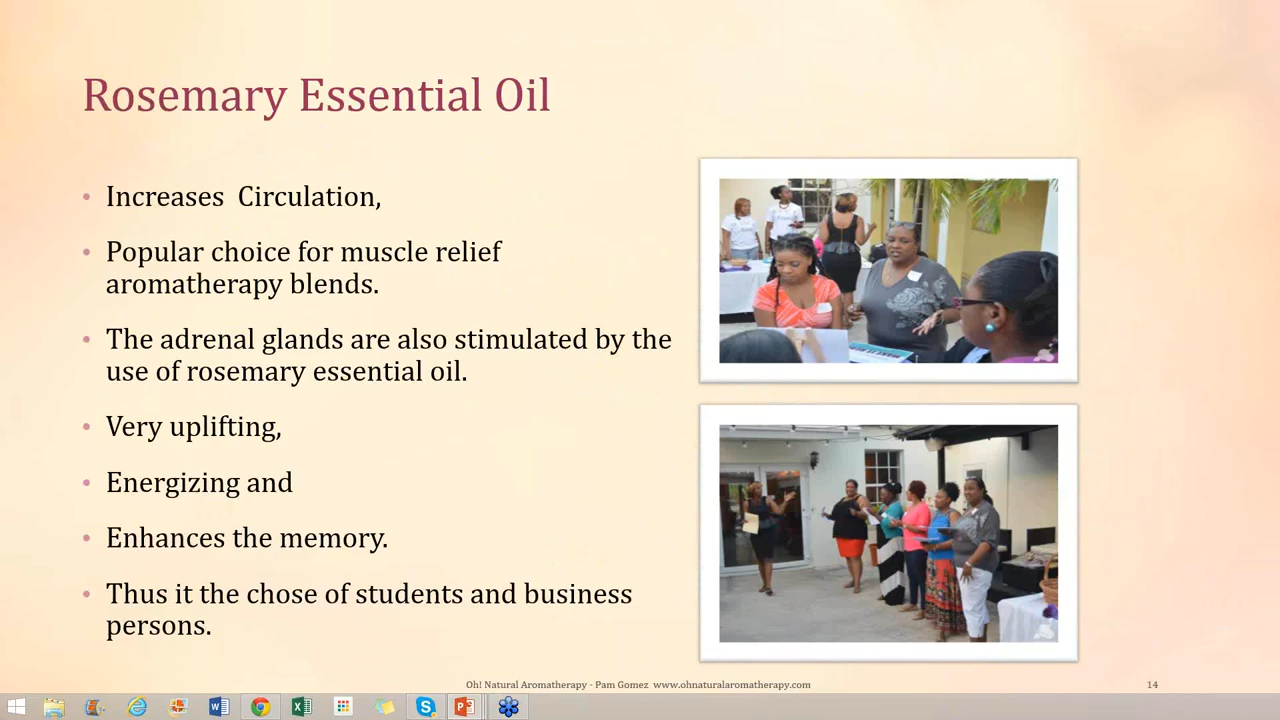 Rosemary Essential Oil
• Increases  Circulation,
• Popular choice for muscle relief
aromatherapy blends.
• The adrenal glands are also stimulated by the
use of rosemary essential oil.
• Very uplifting,
• Energizing and
• Enhances the memory.
• Thus it the chose of students and business
persons.
Oh! Natural Aromatherapy - Pam Gomez  www.ohnaturalaromatherapy.com
14